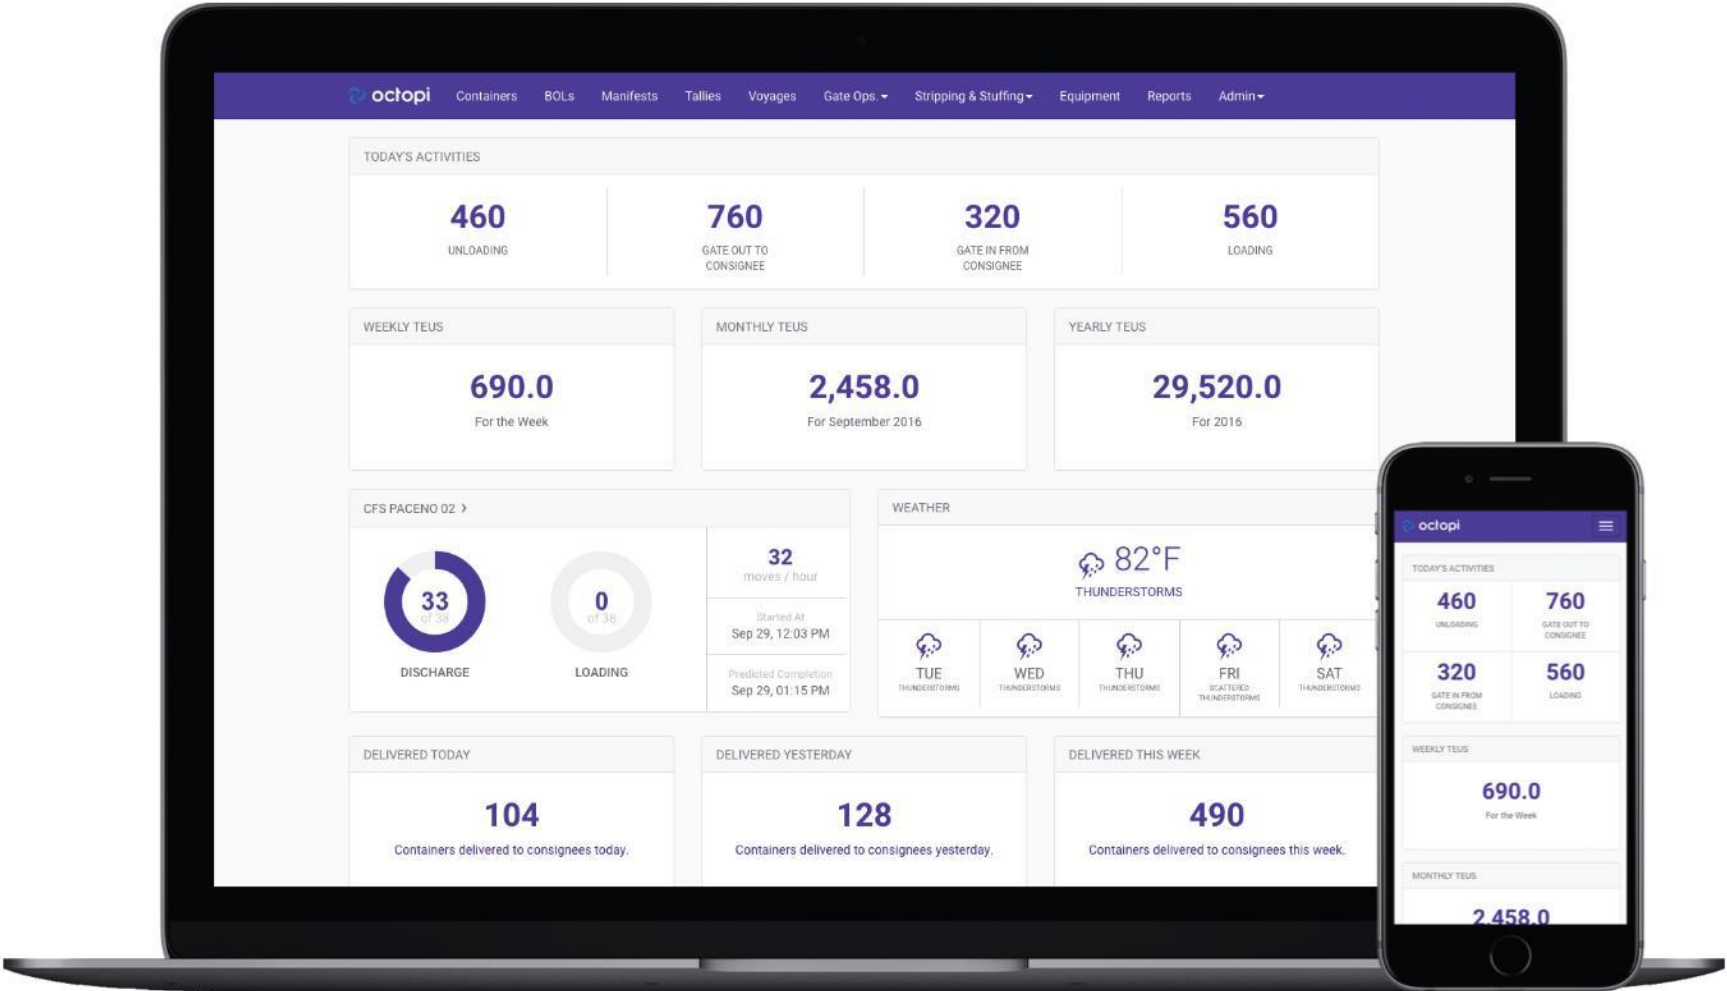 octopi Containers BOLs Manifests Tallies Voyages Gate Ops. Stripping & Stuffing Equipment Reports Admin
TODAY'S ACTIVITIES
460
UNLOADING
760
GATE OUT TO
CONSIGNEE
320
GATE IN FROM
CONSIGNEE
560
LOADING
WEEKLY TEUS
690.0
For the Week
MONTHLY TEUS
2,458.0
For September 2016
YEARLY TEUS
29,520.0
For 2016
CFS PACENO 02 >
33
of 38
DISCHARGE
0
of 38
LOADING
32
moves / hour
Started At
Sep 29, 12:03 PM
Predicted Completion
Sep 29, 01:15 PM
WEATHER
82°F
THUNDERSTORMS
TUE
THUNDERSTORMS
WED
THUNDERSTORMS
THU
THUNDERSTORMS
FRI
SCATTERED
THUNDERSTORMS
SAT
THUNDERSTORMS
DELIVERED TODAY
104
Containers delivered to consignees today.
DELIVERED YESTERDAY
128
Containers delivered to consignees yesterday.
DELIVERED THIS WEEK
490
Containers delivered to consignees this week.
octopi
TODAY'S ACTIVITIES
460
UNLOADING
760
GATE OUT TO
CONSIGNEE
320
GATE IN FROM
CONSIGNEE
560
LOADING
WEEKLY TEUS
690.0
For the Week
MONTHLY TEUS
2,458.0